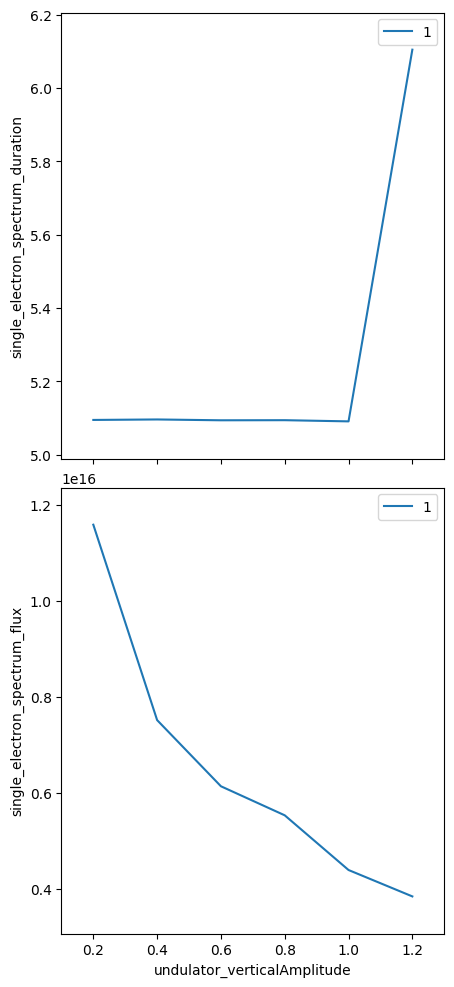 6.2
1
6.0
5.8
5.6
5.4
5.2
5.0
single_electron_spectrum_duration
1e16
1
1.2
1.0
0.8
0.6
0.4
single_electron_spectrum_flux
0.2 0.4 0.6 0.8 1.0 1.2
undulator_verticalAmplitude